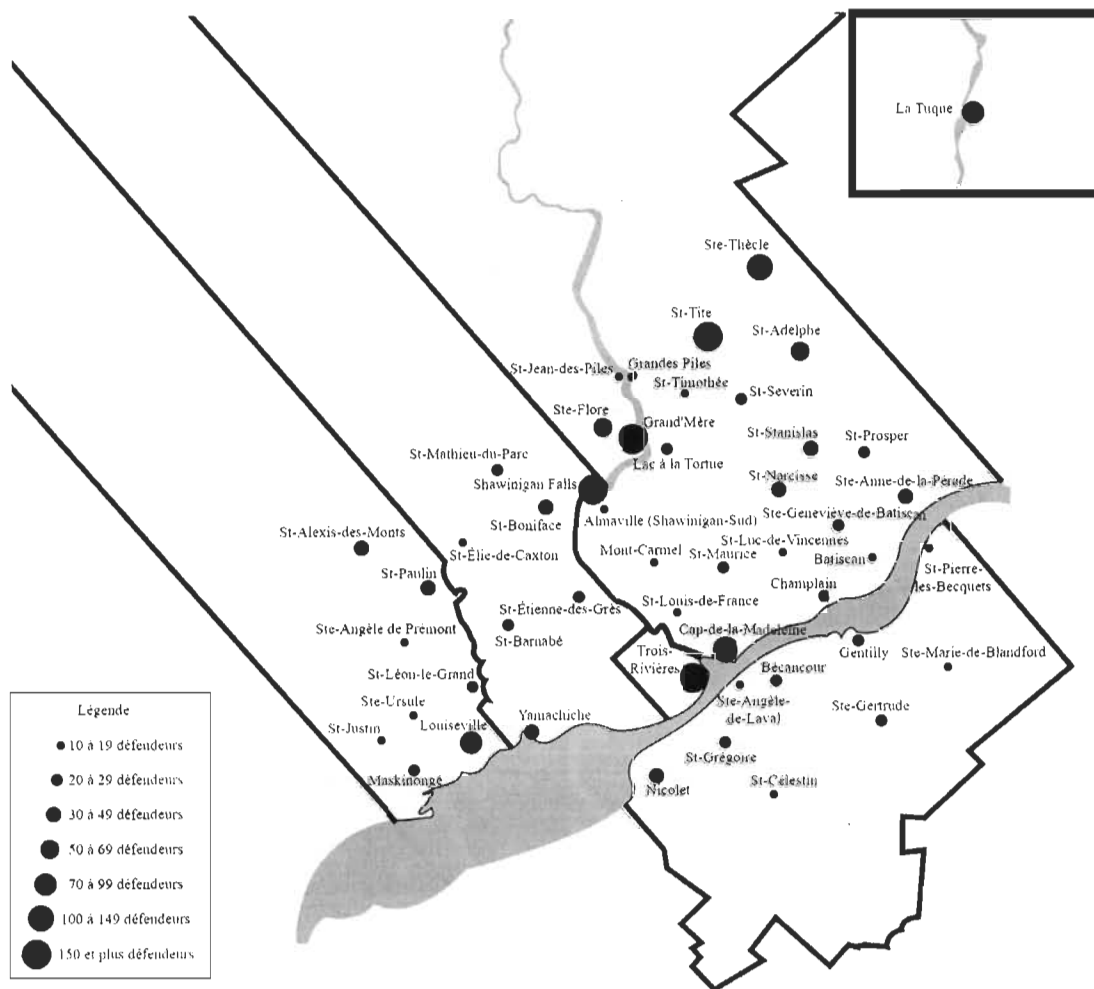 La Tuque
Ste-Thècle
St-Tite
St-Adelphe
St-Jean-des-Piles
Grandes Piles
St-Timothée
St-Severin
Ste-Flore
Grand'Mère
St-Stanislas
St-Prosper
Lac à la Tortue
St-Mathieu-du-Parc
Shawinigan Falls
St-Narcisse
Ste-Anne-de-la-Pérade
St-Boniface
Almaville (Shawinigan-Sud)
Ste-Geneviève-de-Batiscan
St-Alexis-des-Monts
St-Élie-de-Caxton
Mont-Carmel
St-Maurice
St-Luc-de-Vincennes
Batiscan
St-Pierre-
les-Becquets
St-Paulin
Champlain
St-Étienne-des-Grès
St-Louis-de-France
Ste-Angèle de Prémont
St-Barnabé
Cap-de-la-Madeleine
Trois-
Rivières
Gentilly
Ste-Marie-de-Blandford
St-Léon-le-Grand
Bécancour
Ste-Angèle-
de-Laval
Ste-Ursule
Ste-Gertrude
St-Justin
Louiseville
Yamachiche
St-Grégoire
Maskinongé
Nicolet
St-Célestin
Légende
10 à 19 défendeurs
20 à 29 défendeurs
30 à 49 défendeurs
50 à 69 défendeurs
70 à 99 défendeurs
100 à 149 défendeurs
150 et plus défendeurs